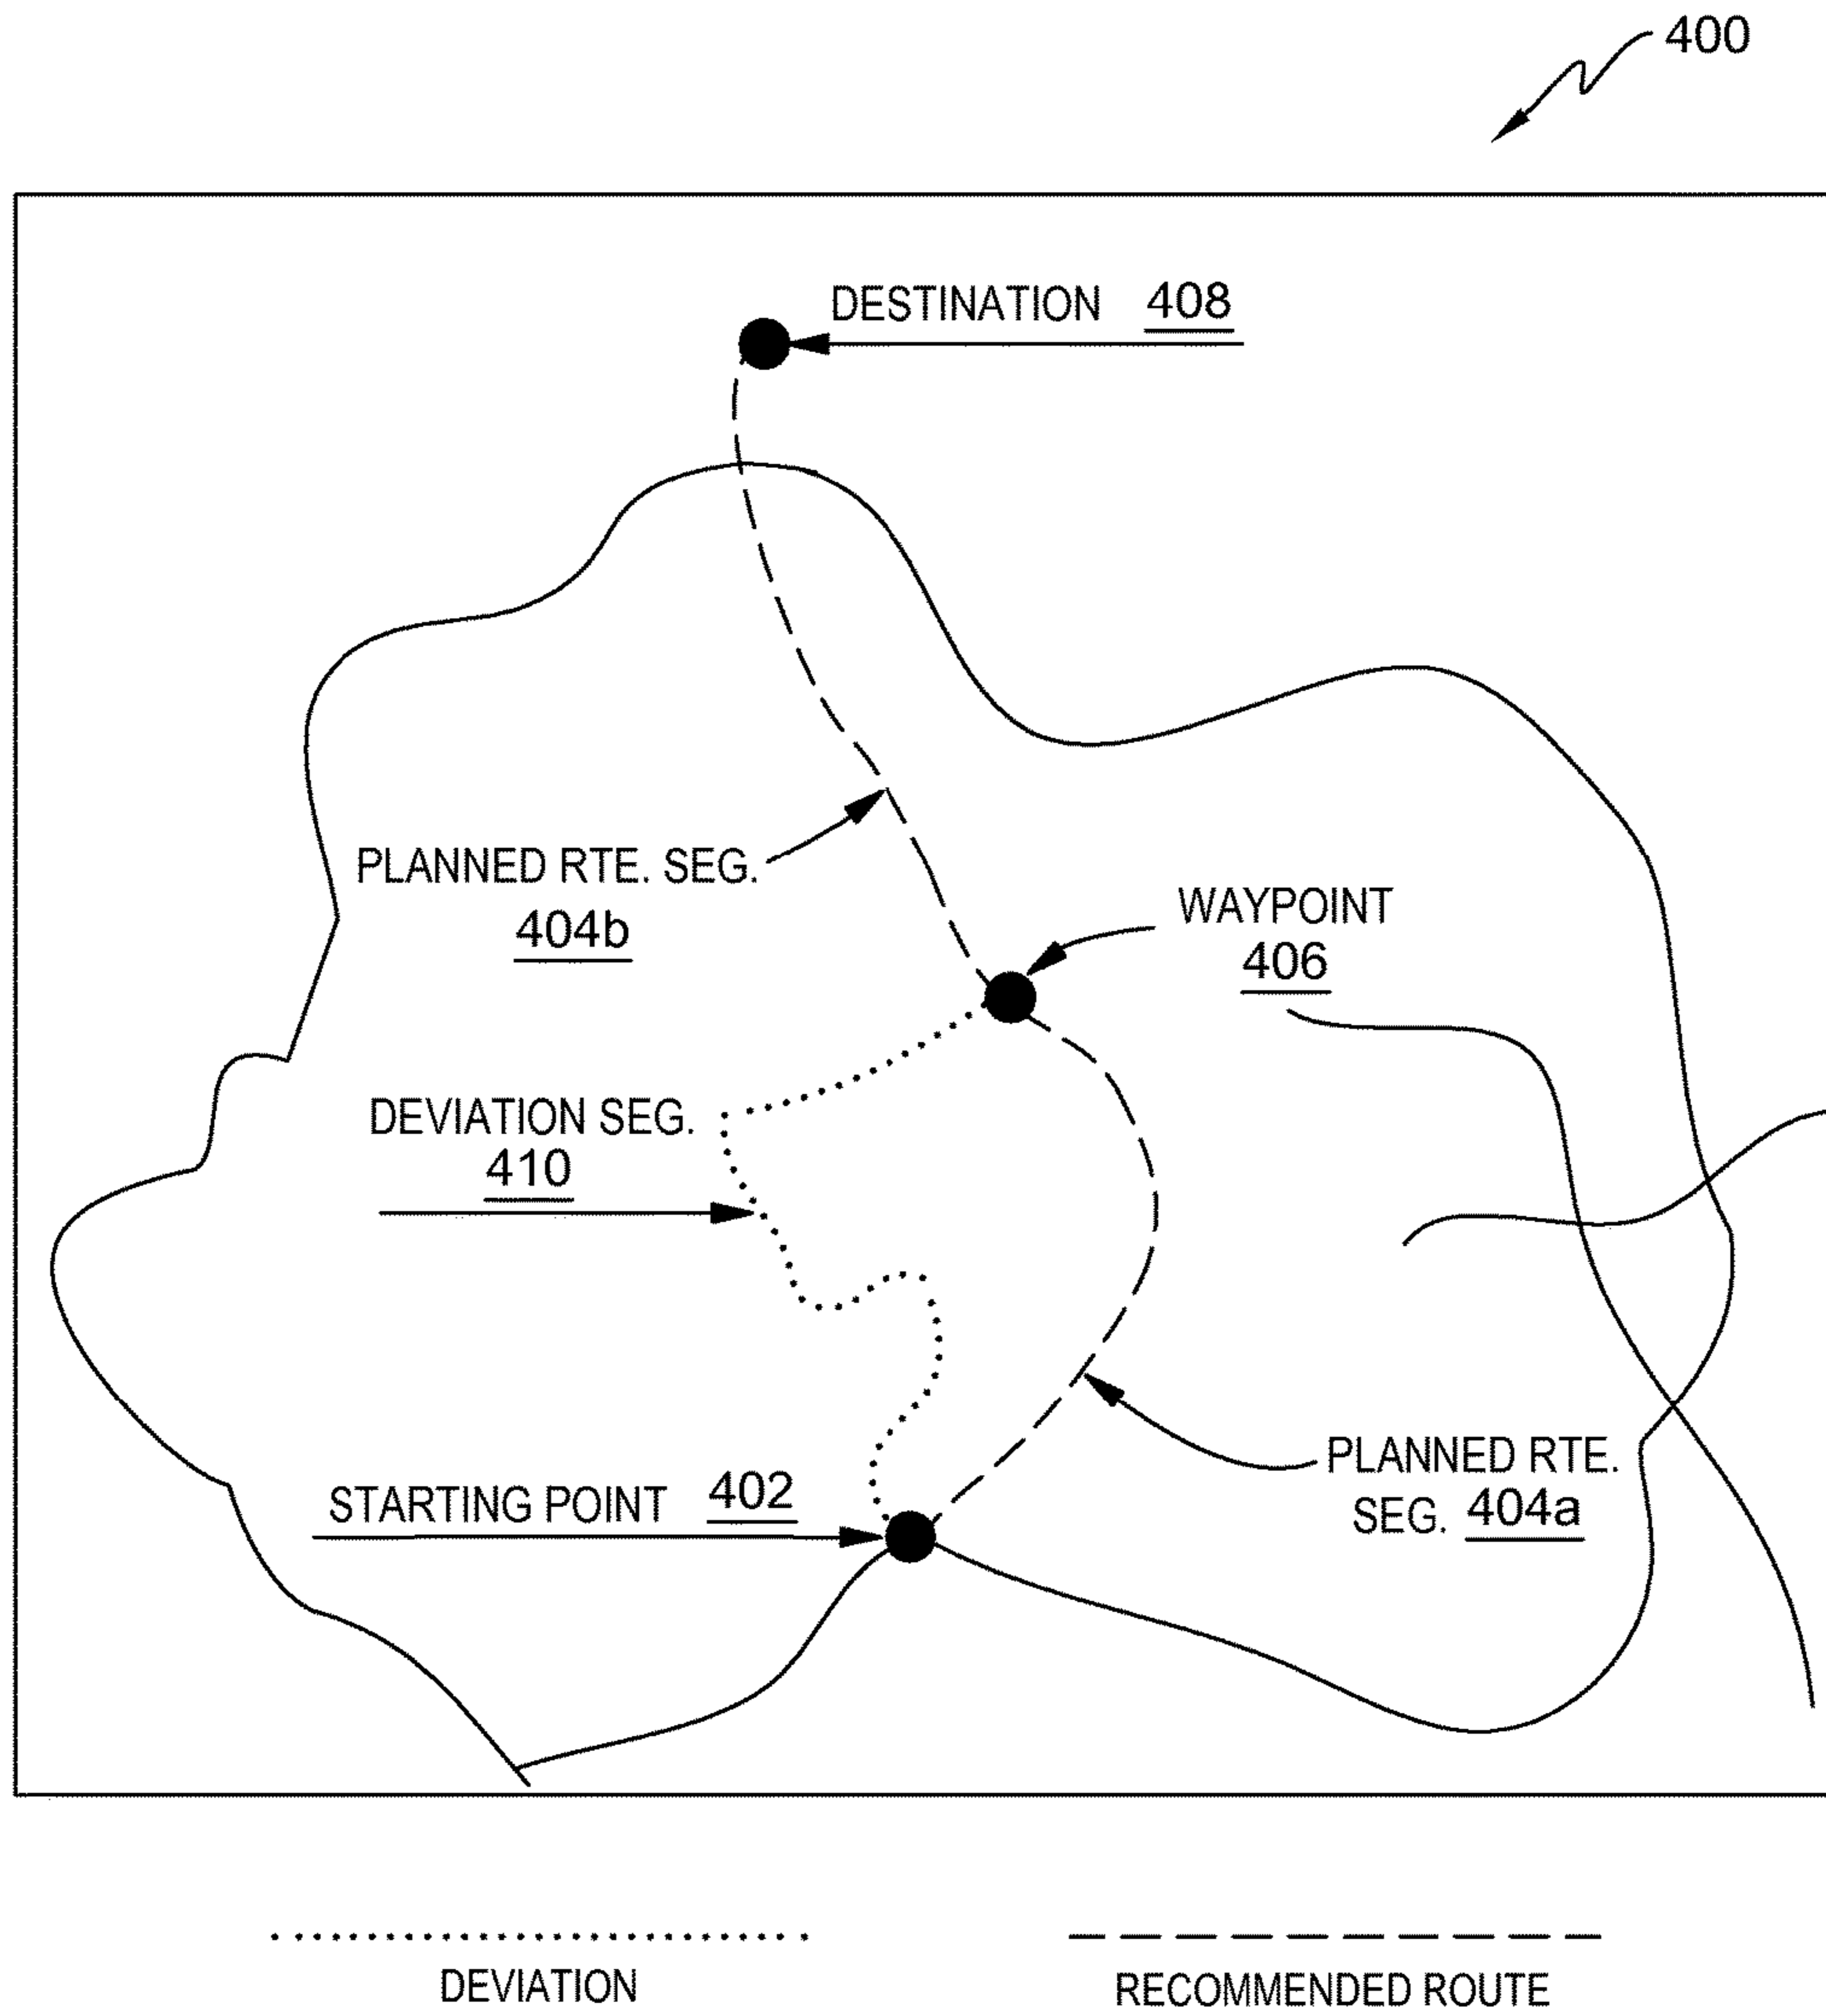 400
DESTINATION 408
PLANNED RTE. SEG.
404b
WAYPOINT
406
DEVIATION SEG.
410
PLANNED RTE.
SEG. 404a
STARTING POINT 402
DEVIATION
RECOMMENDED ROUTE